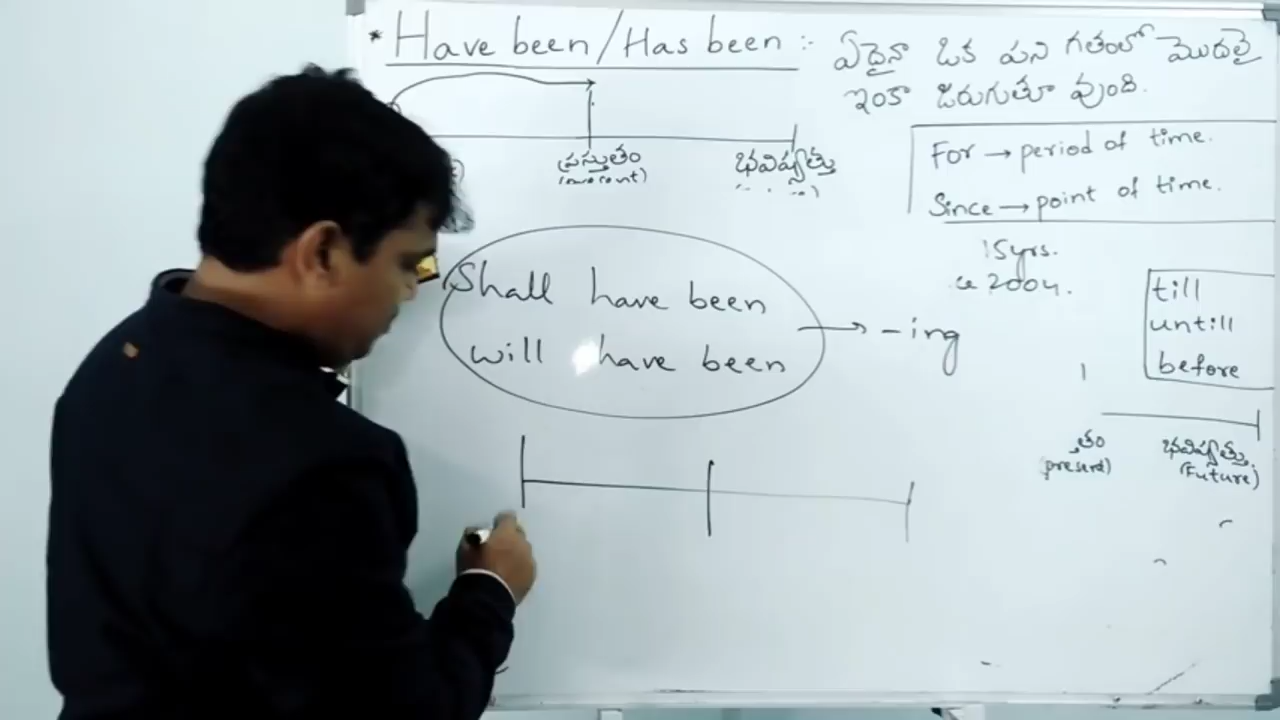 * Have been / Has been :- ఏదైనా ఒక పని గతంలో మొదలై
ఇంకా జరుగుతూ వుంది.
ప్రస్తుతం
భవిష్యత్తు
For → period of time.
Since → point of time.
15yrs.
2004.
Shall have been
will have been
→ -ing
till
untill
before
తం
(present)
భవిష్యత్తు
(Future)